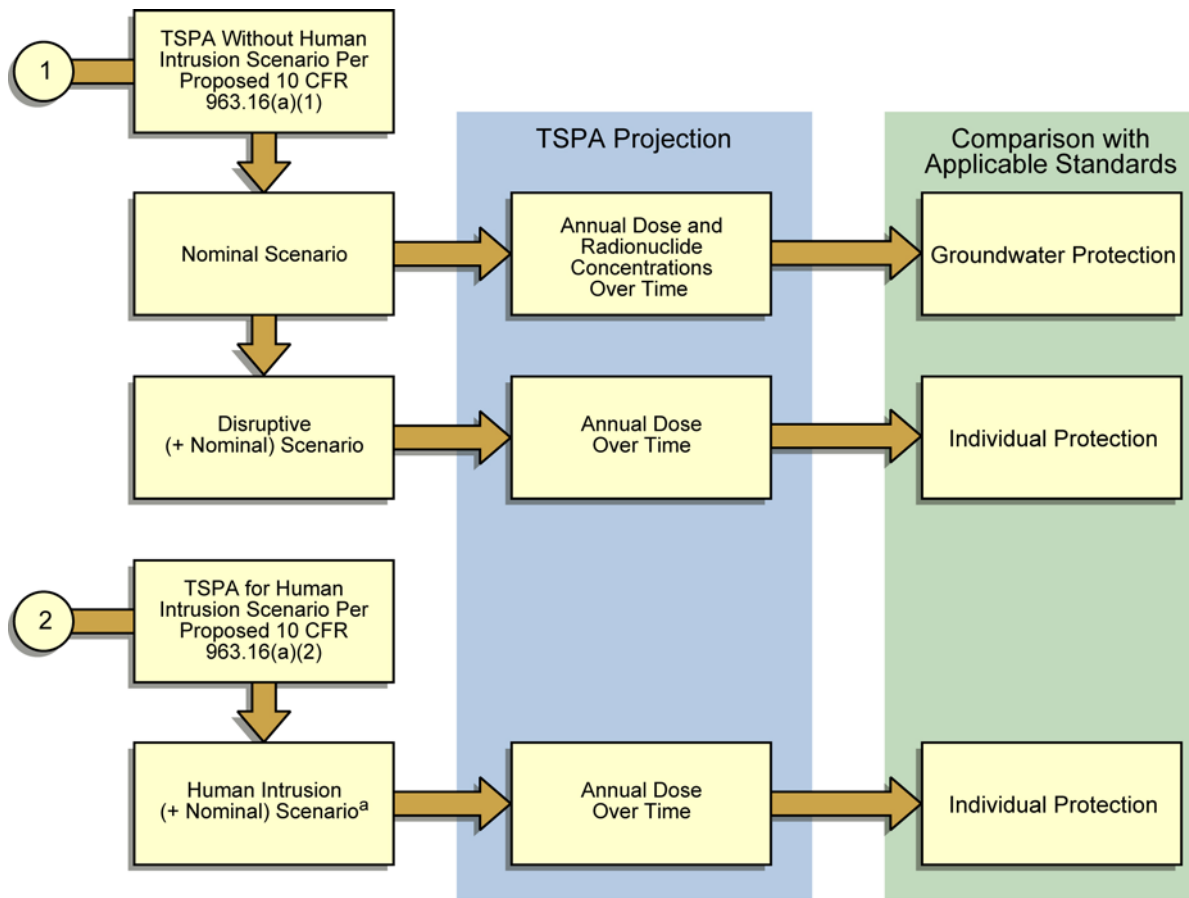 1
TSPA Without Human
Intrusion Scenario Per
Proposed 10 CFR
963.16(a)(1)
TSPA Projection
Comparison with
Applicable Standards
Nominal Scenario
Annual Dose and
Radionuclide
Concentrations
Over Time
Groundwater Protection
Disruptive
(+ Nominal) Scenario
Annual Dose
Over Time
Individual Protection
2
TSPA for Human
Intrusion Scenario Per
Proposed 10 CFR
963.16(a)(2)
Human Intrusion
(+ Nominal) Scenarioᵃ
Annual Dose
Over Time
Individual Protection